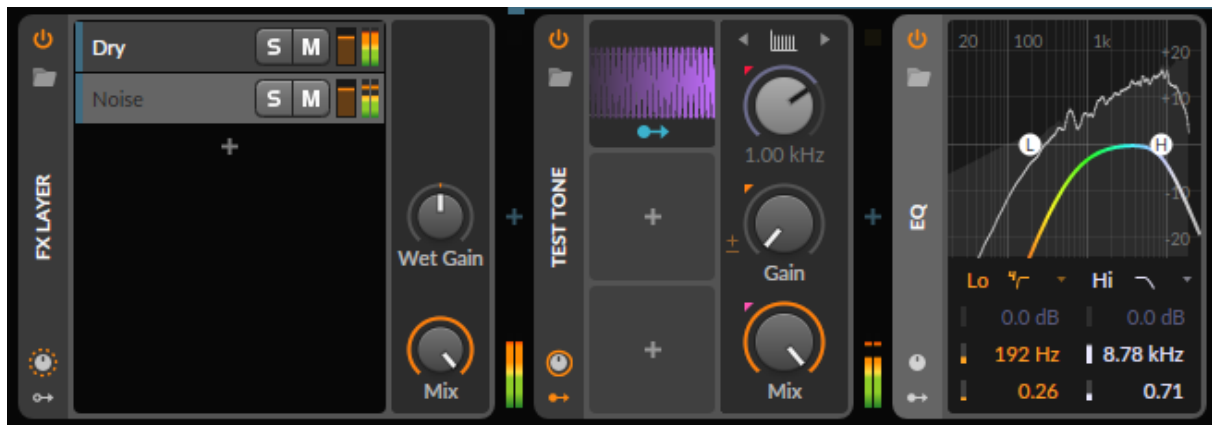 FX LAYER
Dry S M
Noise S M
+
Wet Gain
Mix
+
TEST TONE
+
+
1.00 kHz
±
Gain
Mix
+
EQ
20 100 1k
+20
+10
-10
-20
L H
Lo 4 Hi
0.0 dB 0.0 dB
192 Hz 8.78 kHz
0.26 0.71